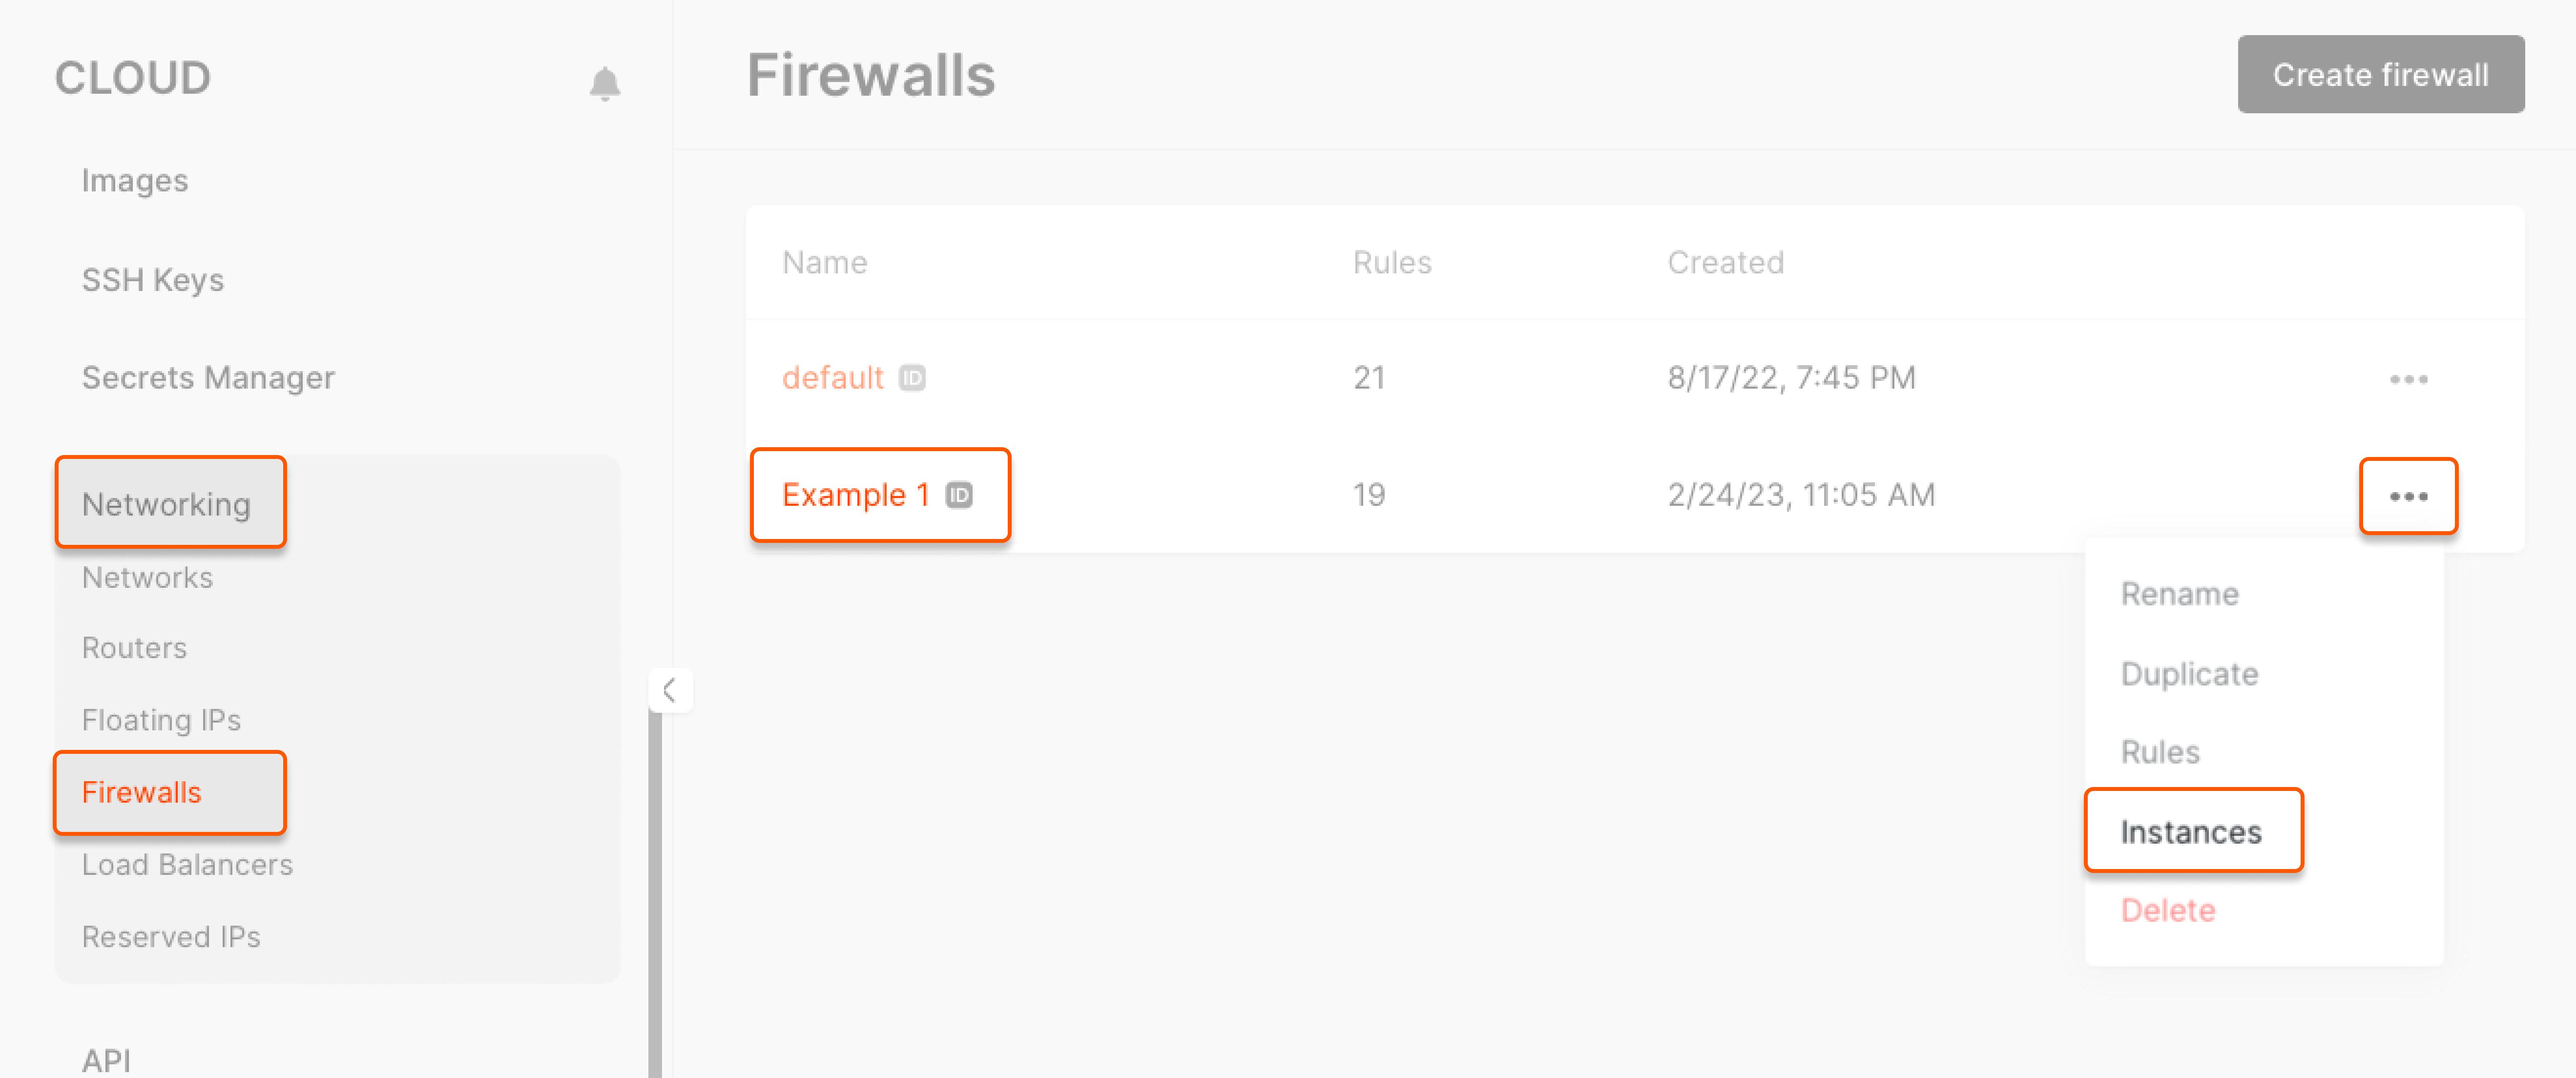 CLOUD
Images
SSH Keys
Secrets Manager
Networking
Networks
Routers
Floating IPs
Firewalls
Load Balancers
Reserved IPs
API
Firewalls
Create firewall
Name Rules Created
default ID 21 8/17/22, 7:45 PM
Example 1 ID 19 2/24/23, 11:05 AM
Rename
Duplicate
Rules
Instances
Delete